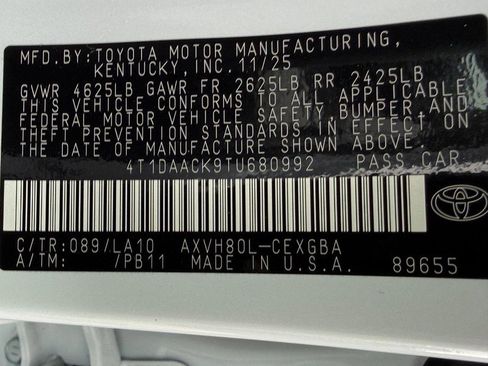 MFD.BY:TOYOTA MOTOR MANUFACTURING,
KENTUCKY,INC.11/25
GVWR 4625LB GAWR FR 2625LB RR 2425LB
THIS VEHICLE CONFORMS TO ALL APPLICABLE
FEDERAL MOTOR VEHICLE SAFETY,BUMPER,AND
THEFT PREVENTION STANDARDS IN EFFECT ON
THE DATE OF MANUFACTURE SHOWN ABOVE.
4T1DAACK9TU680992 PASS.CAR
C/TR:089/LA10 AXVH80L-CEXGBA
A/TM: /PB11 MADE IN U.S.A. 89655